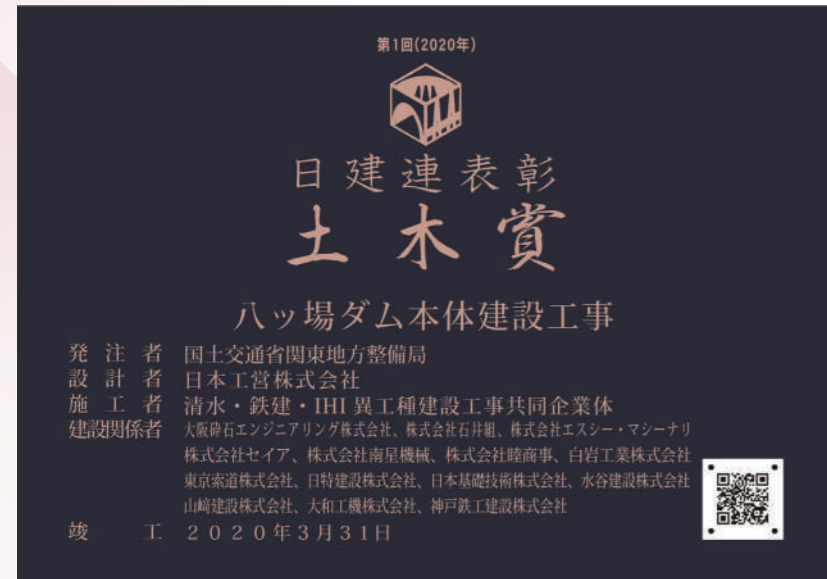 第1回(2020年)
日建連表彰
土木賞
八ッ場ダム本体建設工事
発注者 国土交通省関東地方整備局
設計者 日本工営株式会社
施工者 清水・鉄建・IHI異工種建設工事共同企業体
建設関係者 大阪砕石エンジニアリング株式会社、株式会社石井組、株式会社エスシー・マシーナリ
株式会社セイア、株式会社南星機械、株式会社睦商事、白岩工業株式会社
東京索道株式会社、日特建設株式会社、日本基礎技術株式会社、水谷建設株式会社
山﨑建設株式会社、大和工機株式会社、神戸鉄工建設株式会社
竣工 2020年3月31日